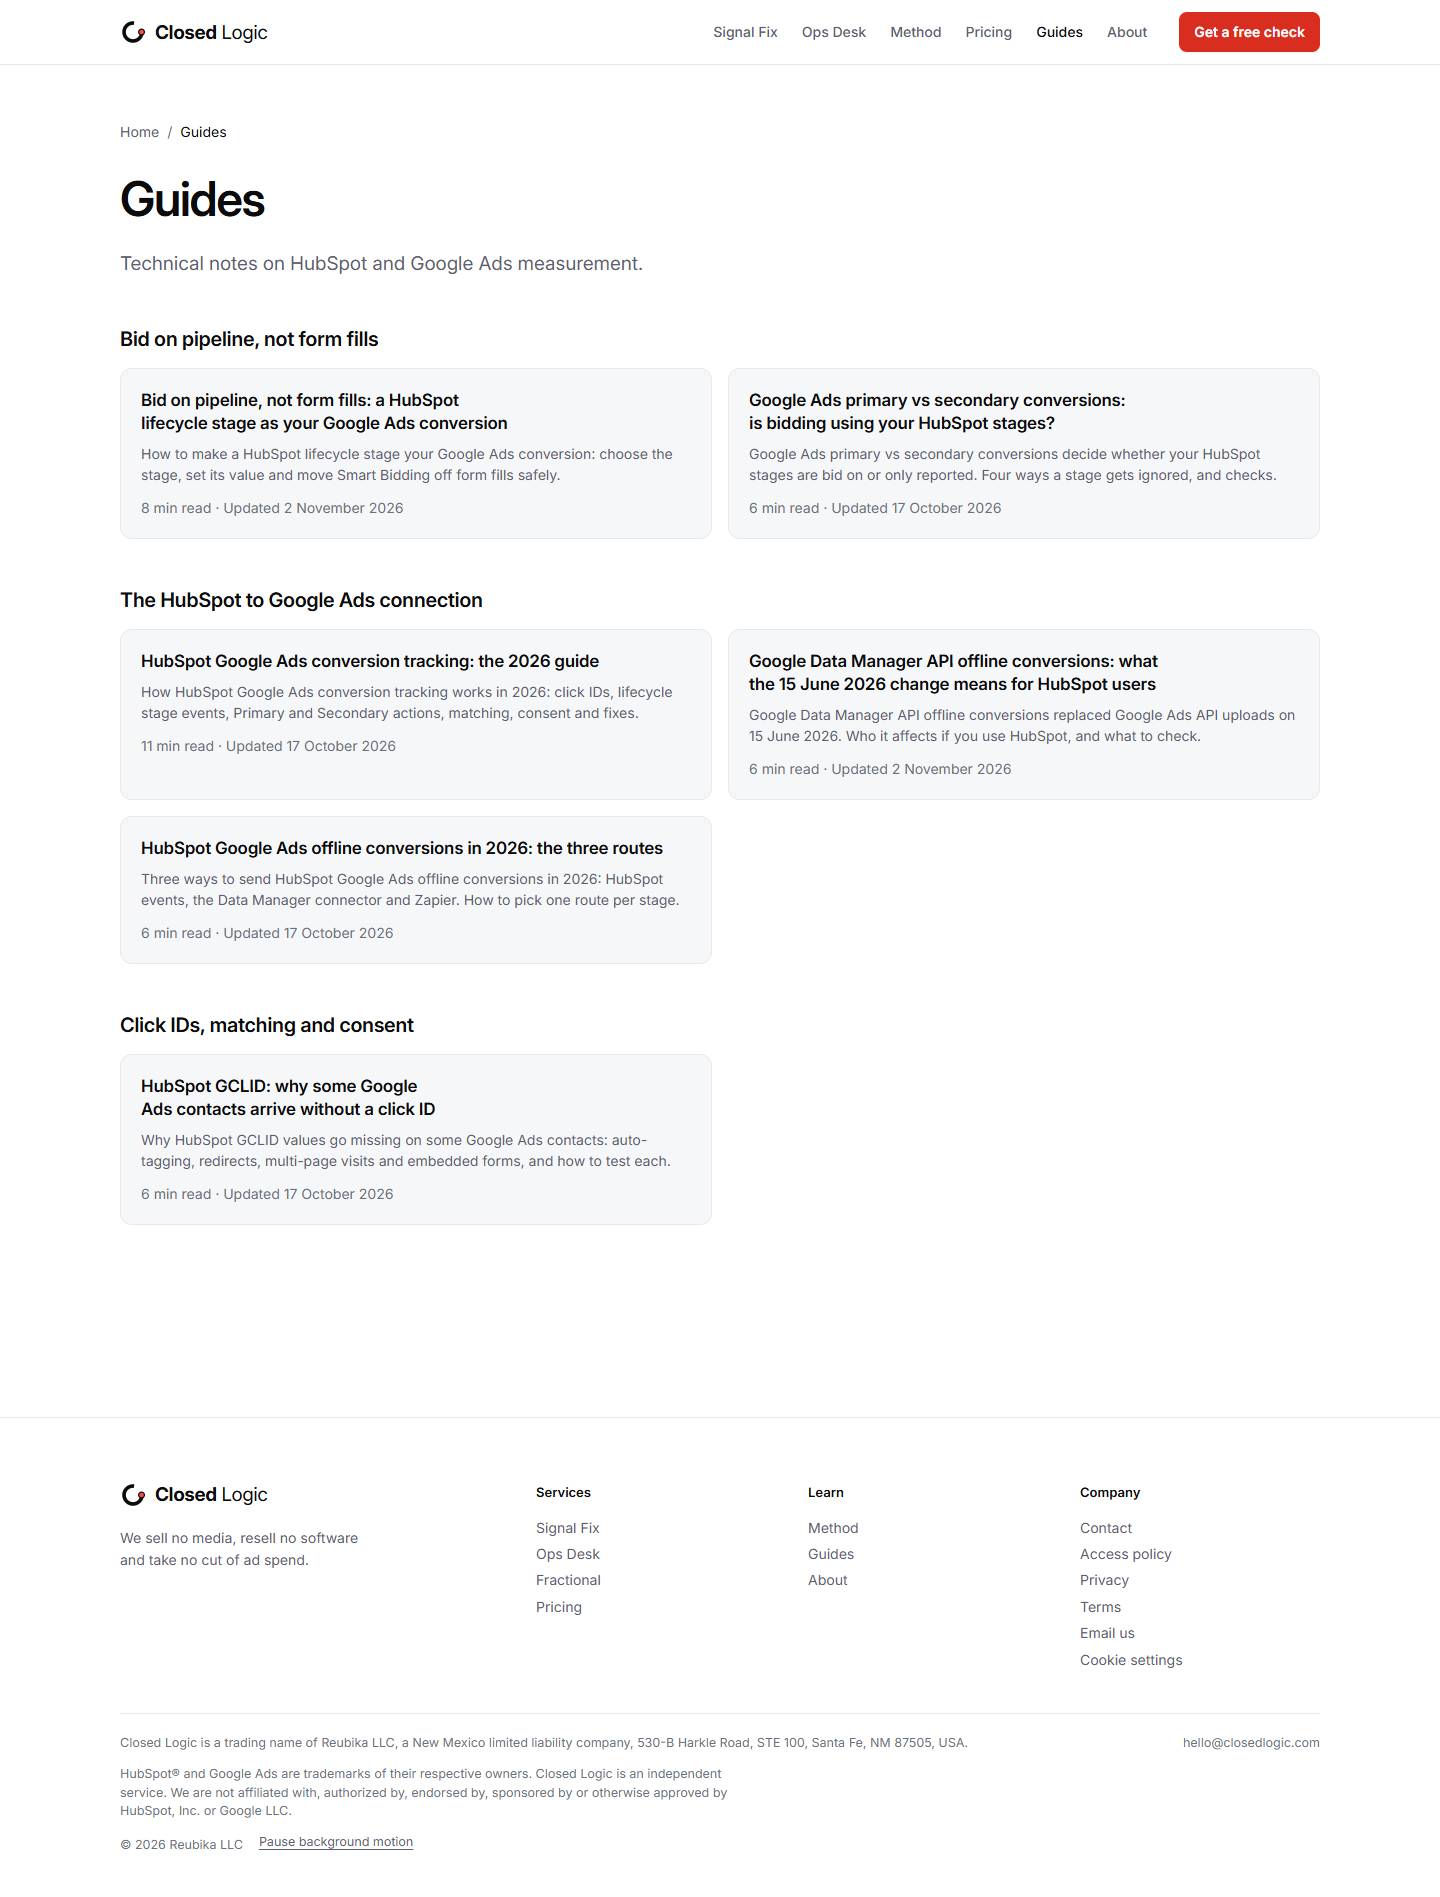 Closed Logic
Signal Fix
Ops Desk
Method
Pricing
Guides
About
Get a free check
Home / Guides
Guides
Technical notes on HubSpot and Google Ads measurement.
Bid on pipeline, not form fills
Bid on pipeline, not form fills: a HubSpot
lifecycle stage as your Google Ads conversion
How to make a HubSpot lifecycle stage your Google Ads conversion: choose the
stage, set its value and move Smart Bidding off form fills safely.
8 min read · Updated 2 November 2026
Google Ads primary vs secondary conversions:
is bidding using your HubSpot stages?
Google Ads primary vs secondary conversions decide whether your HubSpot
stages are bid on or only reported. Four ways a stage gets ignored, and checks.
6 min read · Updated 17 October 2026
The HubSpot to Google Ads connection
HubSpot Google Ads conversion tracking: the 2026 guide
How HubSpot Google Ads conversion tracking works in 2026: click IDs, lifecycle
stage events, Primary and Secondary actions, matching, consent and fixes.
11 min read · Updated 17 October 2026
Google Data Manager API offline conversions: what
the 15 June 2026 change means for HubSpot users
Google Data Manager API offline conversions replaced Google Ads API uploads on
15 June 2026. Who it affects if you use HubSpot, and what to check.
6 min read · Updated 2 November 2026
HubSpot Google Ads offline conversions in 2026: the three routes
Three ways to send HubSpot Google Ads offline conversions in 2026: HubSpot
events, the Data Manager connector and Zapier. How to pick one route per stage.
6 min read · Updated 17 October 2026
Click IDs, matching and consent
HubSpot GCLID: why some Google
Ads contacts arrive without a click ID
Why HubSpot GCLID values go missing on some Google Ads contacts: auto-
tagging, redirects, multi-page visits and embedded forms, and how to test each.
6 min read · Updated 17 October 2026
Closed Logic
We sell no media, resell no software
and take no cut of ad spend.
Services
Signal Fix
Ops Desk
Fractional
Pricing
Learn
Method
Guides
About
Company
Contact
Access policy
Privacy
Terms
Email us
Cookie settings
Closed Logic is a trading name of Reubika LLC, a New Mexico limited liability company, 530-B Harkle Road, STE 100, Santa Fe, NM 87505, USA.
hello@closedlogic.com
HubSpot® and Google Ads are trademarks of their respective owners. Closed Logic is an independent
service. We are not affiliated with, authorized by, endorsed by, sponsored by or otherwise approved by
HubSpot, Inc. or Google LLC.
© 2026 Reubika LLC
Pause background motion